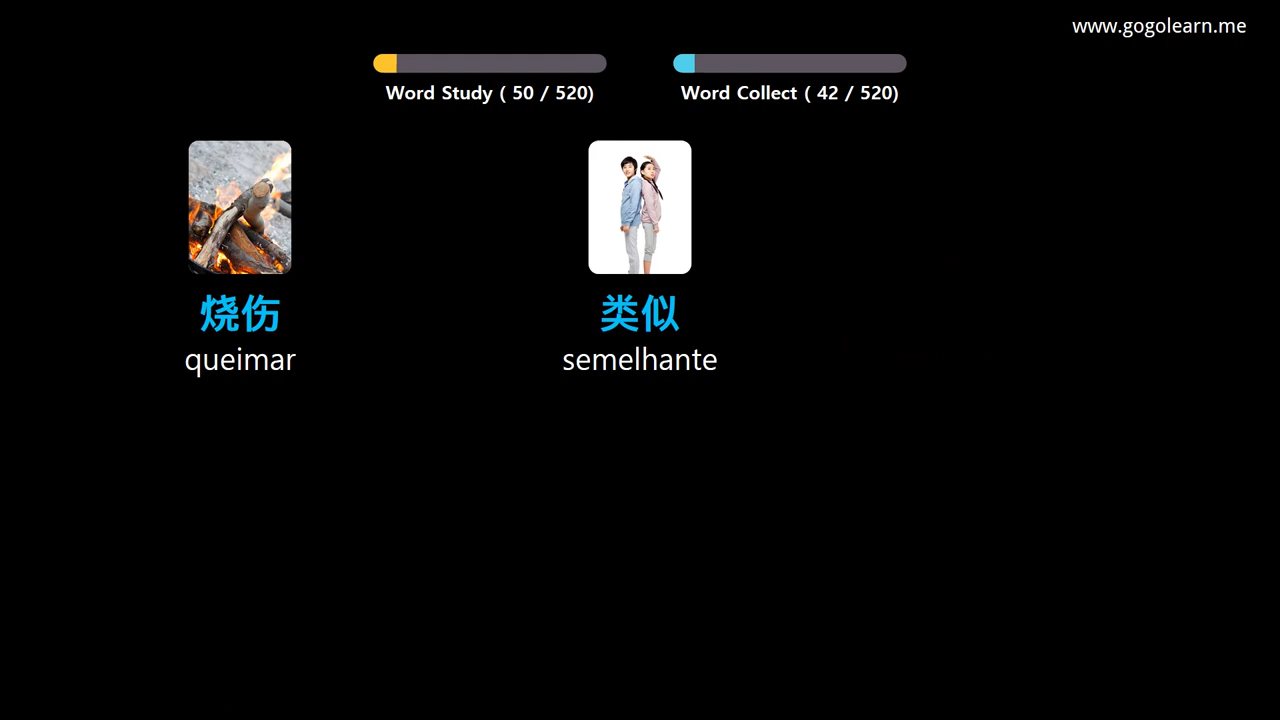 www.gogolearn.me
Word Study ( 50 / 520)
Word Collect ( 42 / 520)
烧伤
queimar
类似
semelhante